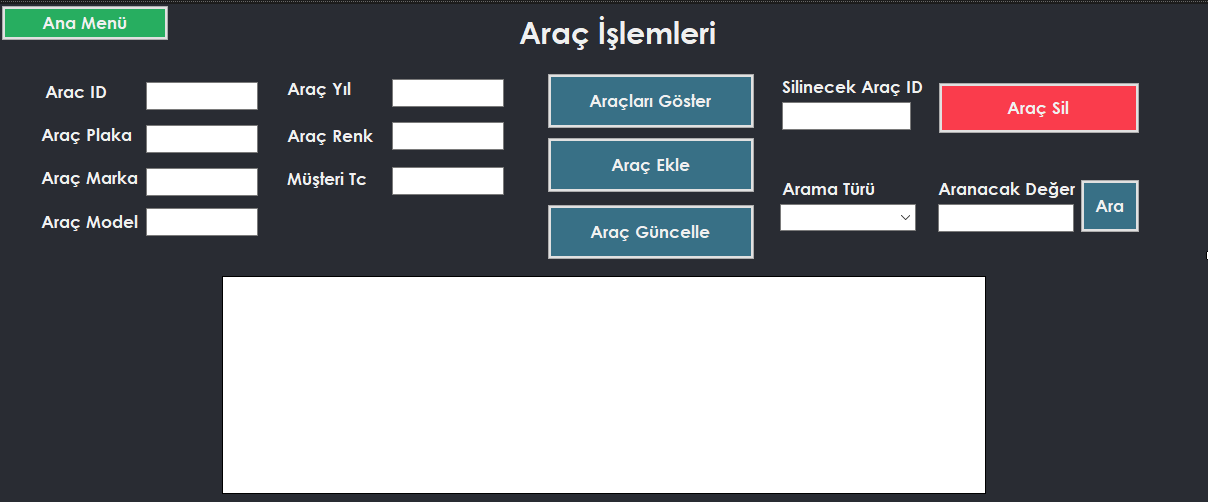 Ana Menü
Araç İşlemleri
Arac ID
Araç Plaka
Araç Marka
Araç Model
Araç Yıl
Araç Renk
Müşteri Tc
Araçları Göster
Araç Ekle
Araç Güncelle
Silinecek Araç ID
Araç Sil
Arama Türü
Aranacak Değer
Ara